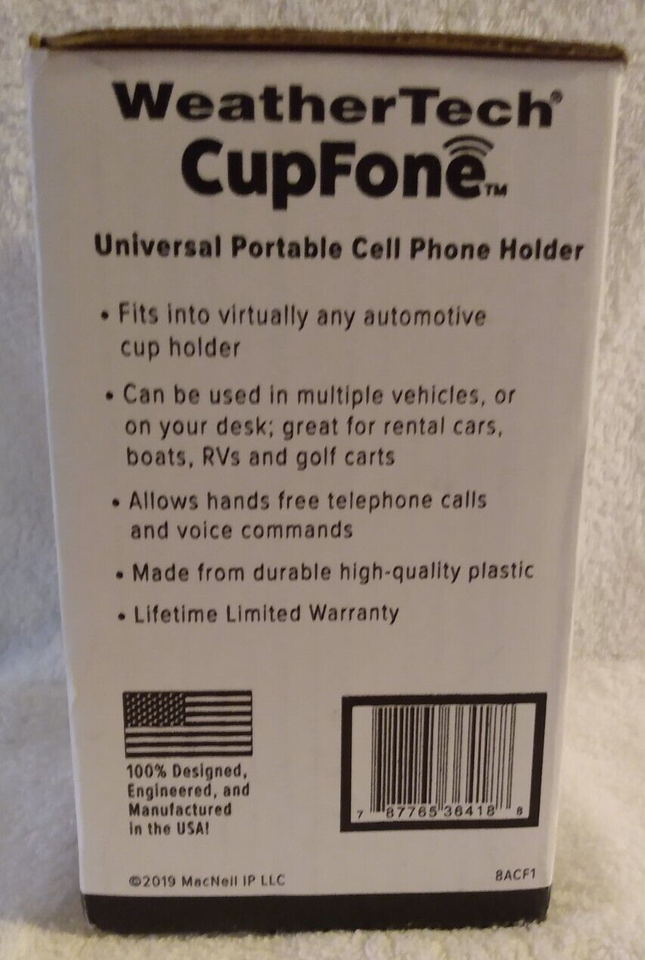 WeatherTech®
CupFone™
Universal Portable Cell Phone Holder
• Fits into virtually any automotive
cup holder
• Can be used in multiple vehicles, or
on your desk; great for rental cars,
boats, RVs and golf carts
• Allows hands free telephone calls
and voice commands
• Made from durable high-quality plastic
• Lifetime Limited Warranty
100% Designed,
Engineered, and
Manufactured
in the USA!
7 87765 36418 8
©2019 MacNeil IP LLC
8ACF1